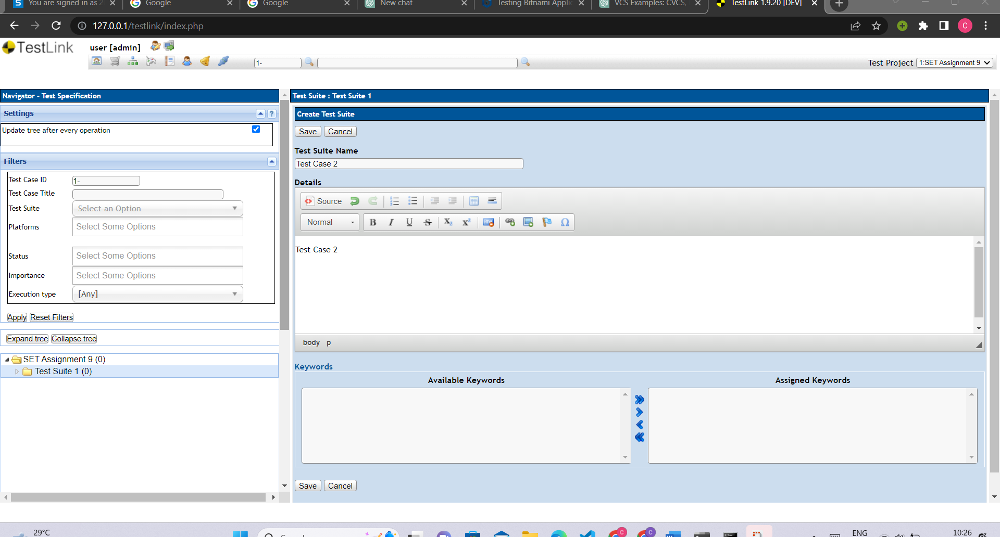 You are signed in as 2
Google
Google
New chat
Testing Bitnami Applic
VCS Examples: CVCS,
TestLink 1.9.20 [DEV]
127.0.0.1/testlink/index.php
C
TestLink
user [admin]
1-
Test Project
1:SET Assignment 9
Navigator - Test Specification
Settings
?
Update tree after every operation
Filters
Test Case ID
1-
Test Case Title
Test Suite
Select an Option
Platforms
Select Some Options
Status
Select Some Options
Importance
Select Some Options
Execution type
[Any]
Apply
Reset Filters
Expand tree
Collapse tree
SET Assignment 9 (0)
Test Suite 1 (0)
Test Suite : Test Suite 1
Create Test Suite
Save
Cancel
Test Suite Name
Test Case 2
Details
Source
Normal
B I U S X₂ X² Ω
Test Case 2
body p
Keywords
Available Keywords
Assigned Keywords
Save
Cancel
29°C
C
C
ENG
10:26